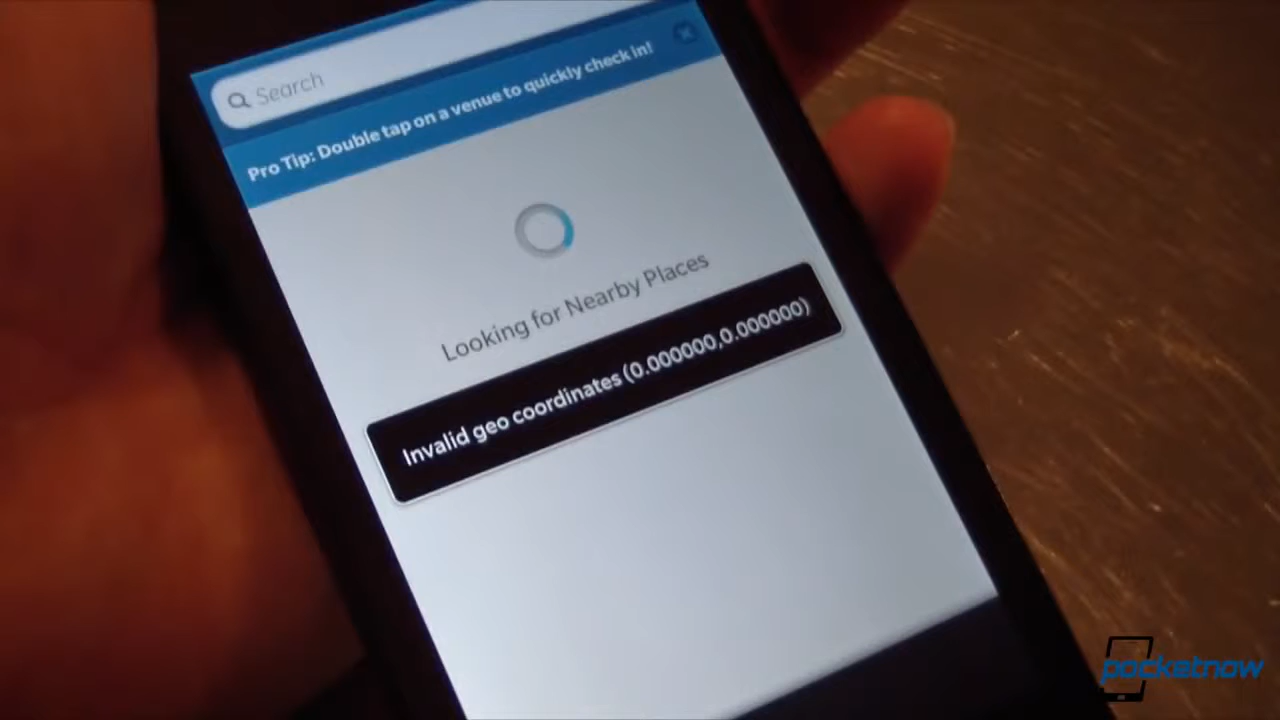 Search
Pro Tip: Double tap on a venue to quickly check in!
Looking for Nearby Places
Invalid geo coordinates (0.000000,0.000000)
pocketnow